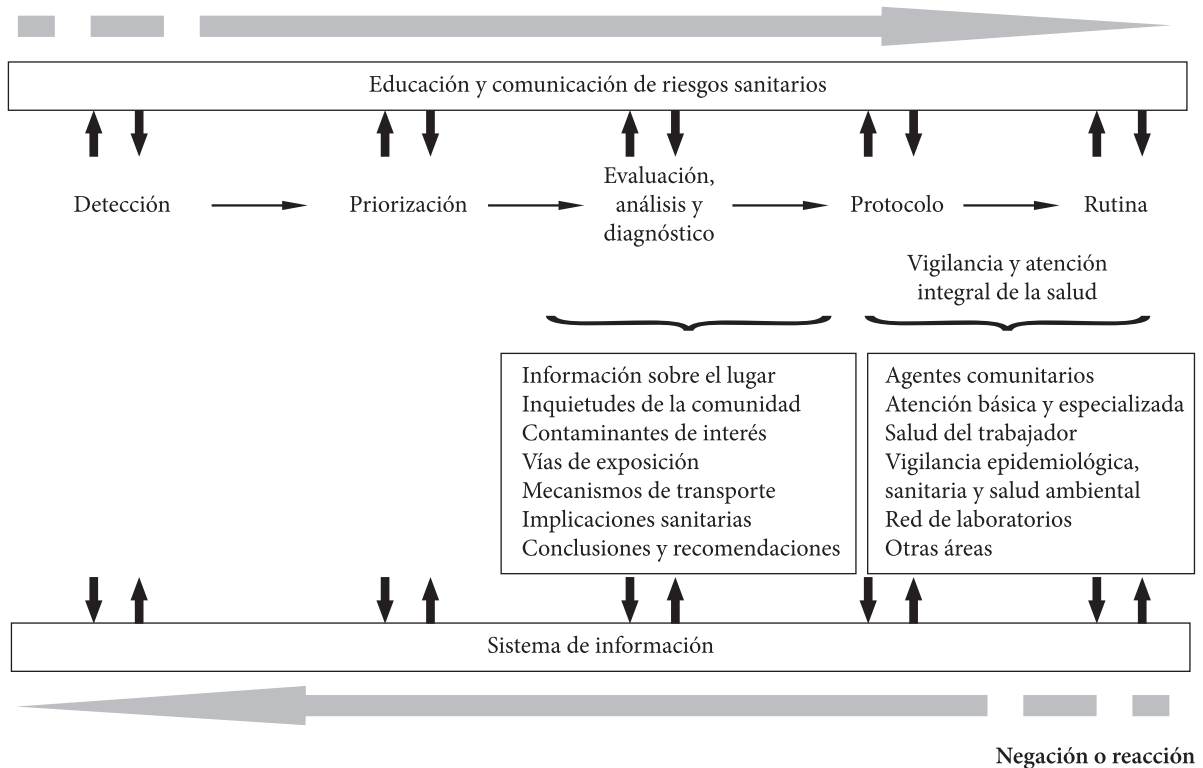 Educación y comunicación de riesgos sanitarios
Detección
Priorización
Evaluación,
análisis y
diagnóstico
Protocolo
Rutina
Vigilancia y atención
integral de la salud
Información sobre el lugar
Inquietudes de la comunidad
Contaminantes de interés
Vías de exposición
Mecanismos de transporte
Implicaciones sanitarias
Conclusiones y recomendaciones
Agentes comunitarios
Atención básica y especializada
Salud del trabajador
Vigilancia epidemiológica,
sanitaria y salud ambiental
Red de laboratorios
Otras áreas
Sistema de información
Negación o reacción